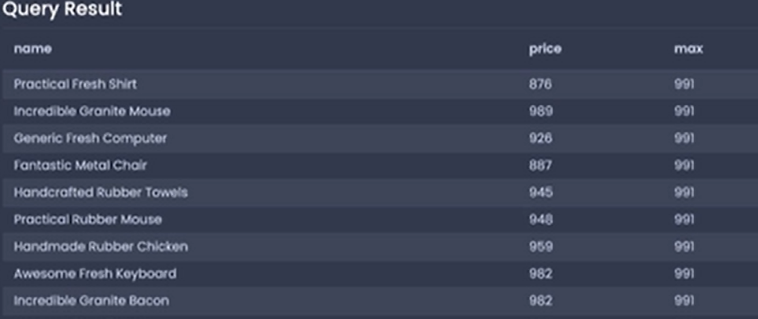 Query Result
name price max
Practical Fresh Shirt 876 991
Incredible Granite Mouse 989 991
Generic Fresh Computer 926 991
Fantastic Metal Chair 887 991
Handcrafted Rubber Towels 945 991
Practical Rubber Mouse 948 991
Handmade Rubber Chicken 959 991
Awesome Fresh Keyboard 982 991
Incredible Granite Bacon 982 991